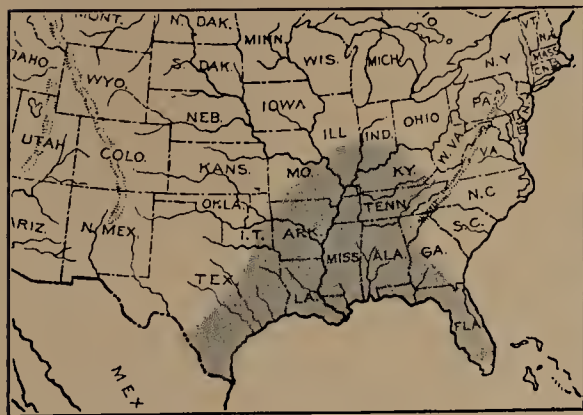 MONT.
N. DAK.
MINN.
VT.
N.H.
IDAHO
WYO.
S. DAK.
WIS.
MICH.
N.Y
MASS
NEB.
IOWA
PA.
UTAH
COLO.
ILL
IND.
OHIO
W. VA.
VA.
KANS.
MO.
KY.
OKLA.
TENN.
N.C
ARIZ.
N. MEX.
I.T.
ARK.
S.C.
TEX.
MISS.
ALA.
GA.
LA.
FLA.
MEX